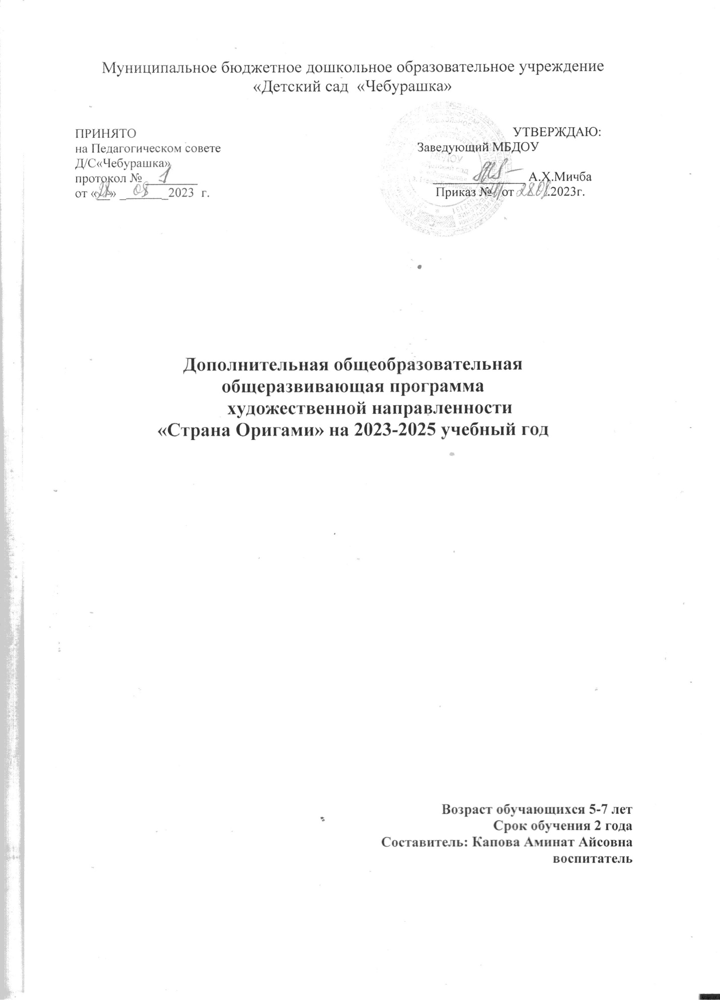 Муниципальное бюджетное дошкольное образовательное учреждение
«Детский сад «Чебурашка»
ПРИНЯТО
на Педагогическом совете
Д/С«Чебурашка»
протокол № 1
от «28» 08 2023 г.
УТВЕРЖДАЮ:
Заведующий МБДОУ
А.Х.Мичба
Приказ № от 28.08.2023г.
МБДОУ
Дополнительная общеобразовательная
общеразвивающая программа
художественной направленности
«Страна Оригами» на 2023-2025 учебный год
Возраст обучающихся 5-7 лет
Срок обучения 2 года
Составитель: Капова Аминат Айсовна
воспитатель